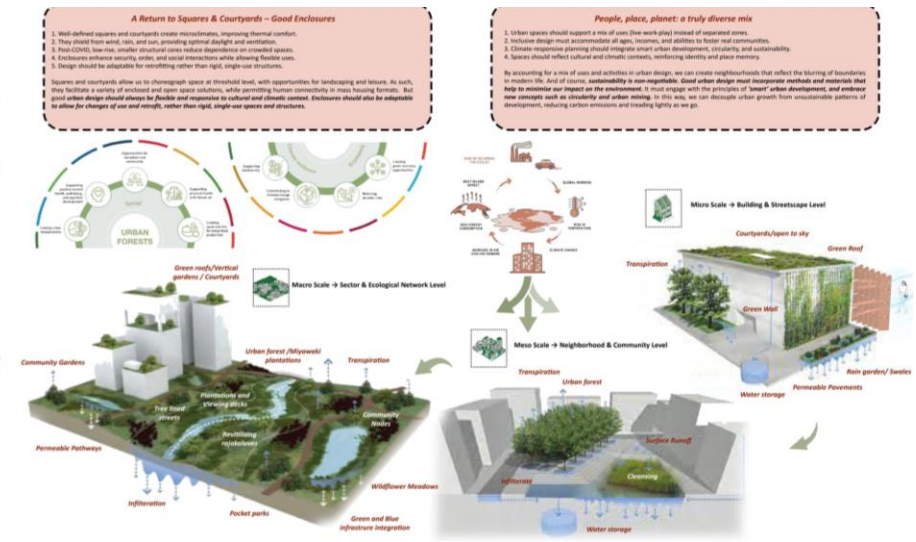 A Return to Squares & Courtyards – Good Enclosures
1. Well-defined squares and courtyards create microclimates, improving thermal comfort.
2. They shield from wind, rain, and sun, providing optimal daylight and ventilation.
3. Post-COVID, low-rise, smaller structural cores reduce dependence on crowded spaces.
4. Enclosures enhance security, order, and social interactions while allowing flexible uses.
5. Design should be adaptable for retrofitting rather than rigid, single-use structures.
Squares and courtyards allow us to choreograph space at threshold level, with opportunities for landscaping and leisure. As such,
they facilitate a variety of enclosed and open space solutions, while permitting human connectivity in mass housing formats. But
good urban design should always be flexible and responsive to cultural and climatic context. Enclosures should also be adaptable
to allow for changes of use and retrofit, rather than rigid, single-use spaces and structures.
People, place, planet: a truly diverse mix
1. Urban spaces should support a mix of uses (live-work-play) instead of separated zones.
2. Inclusive design must accommodate all ages, incomes, and abilities to foster real communities.
3. Climate-responsive planning should integrate smart urban development, circularity, and sustainability.
4. Spaces should reflect cultural and climatic contexts, reinforcing identity and place memory.
By accounting for a mix of uses and activities in urban design, we can create neighbourhoods that reflect the blurring of boundaries
in modern life. And of course, sustainability is non-negotiable. Good urban design must incorporate methods and materials that
help to minimise our impact on the environment. It must engage with the principles of 'smart' urban development, and embrace
new concepts such as circularity and urban mining. In this way, we can decouple urban growth from unsustainable patterns of
development, reducing carbon emissions and treading lightly as we go.
Social
URBAN
FORESTS
GLOBAL WARMING
RISE IN
TEMPERATURE
CLIMATE CHANGE
HEAT ISLAND
EFFECT
Micro Scale → Building & Streetscape Level
Courtyards/open to sky
Green Roof
Transpiration
Green Wall
Rain garden/ Swales
Permeable Pavements
Water storage
Green roofs/Vertical
gardens / Courtyards
Macro Scale → Sector & Ecological Network Level
Community Gardens
Urban forest /Miyawaki
plantations
Transpiration
Plantations and
Viewing decks
Tree lined
streets
Community
Nodes
Revitilizing
rajakaluves
Permeable Pathways
Wildflower Meadows
Infilteration
Pocket parks
Green and Blue
infrastrure integration
Meso Scale → Neighborhood & Community Level
Transpiration
Urban forest
Surface Runoff
Infilterate
Cleansing
Water storage